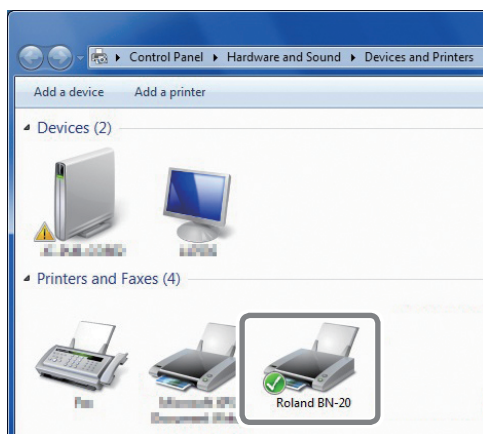 Control Panel ▸ Hardware and Sound ▸ Devices and Printers
Add a device Add a printer
Devices (2)
Printers and Faxes (4)
Roland BN-20